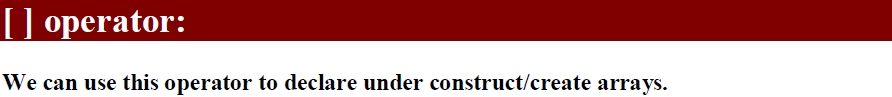 [ ] operator:
We can use this operator to declare under construct/create arrays.